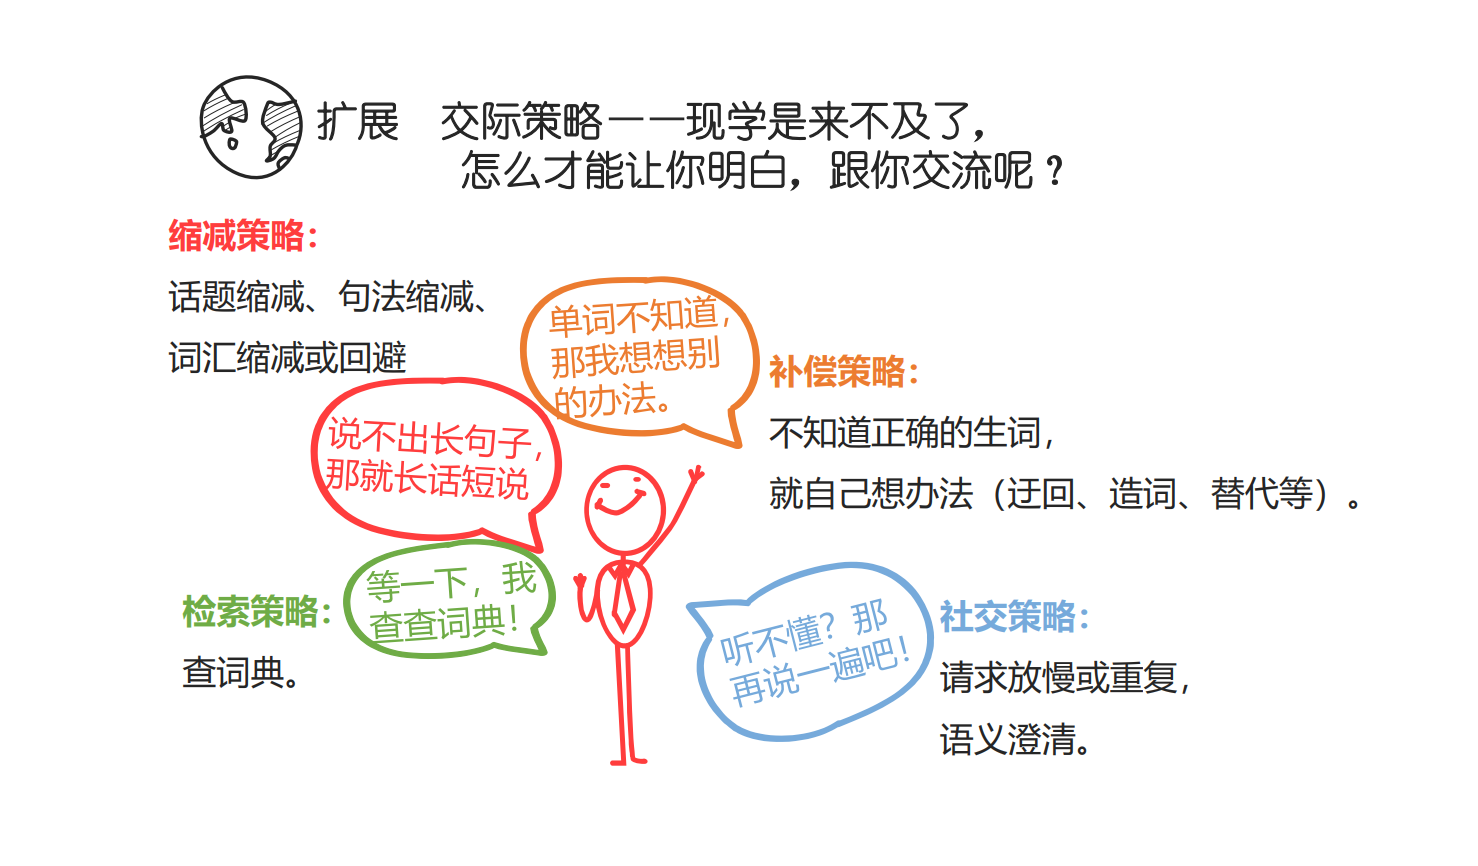 扩展 交际策略——现学是来不及了，
怎么才能让你明白，跟你交流呢？
缩减策略：
话题缩减、句法缩减、
词汇缩减或回避
单词不知道，
那我想想别
的办法。
补偿策略：
不知道正确的生词，
就自己想办法（迂回、造词、替代等）。
说不出长句子，
那就长话短说
检索策略：
查词典。
等一下，我
查查词典！
听不懂？那
再说一遍吧！
社交策略：
请求放慢或重复，
语义澄清。